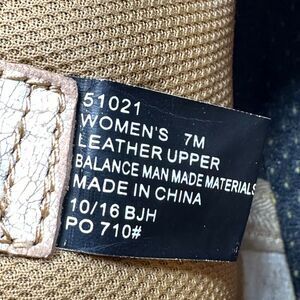 51021
WOMEN'S 7M
LEATHER UPPER
BALANCE MAN MADE MATERIALS
MADE IN CHINA
10/16 BJH
PO 710#